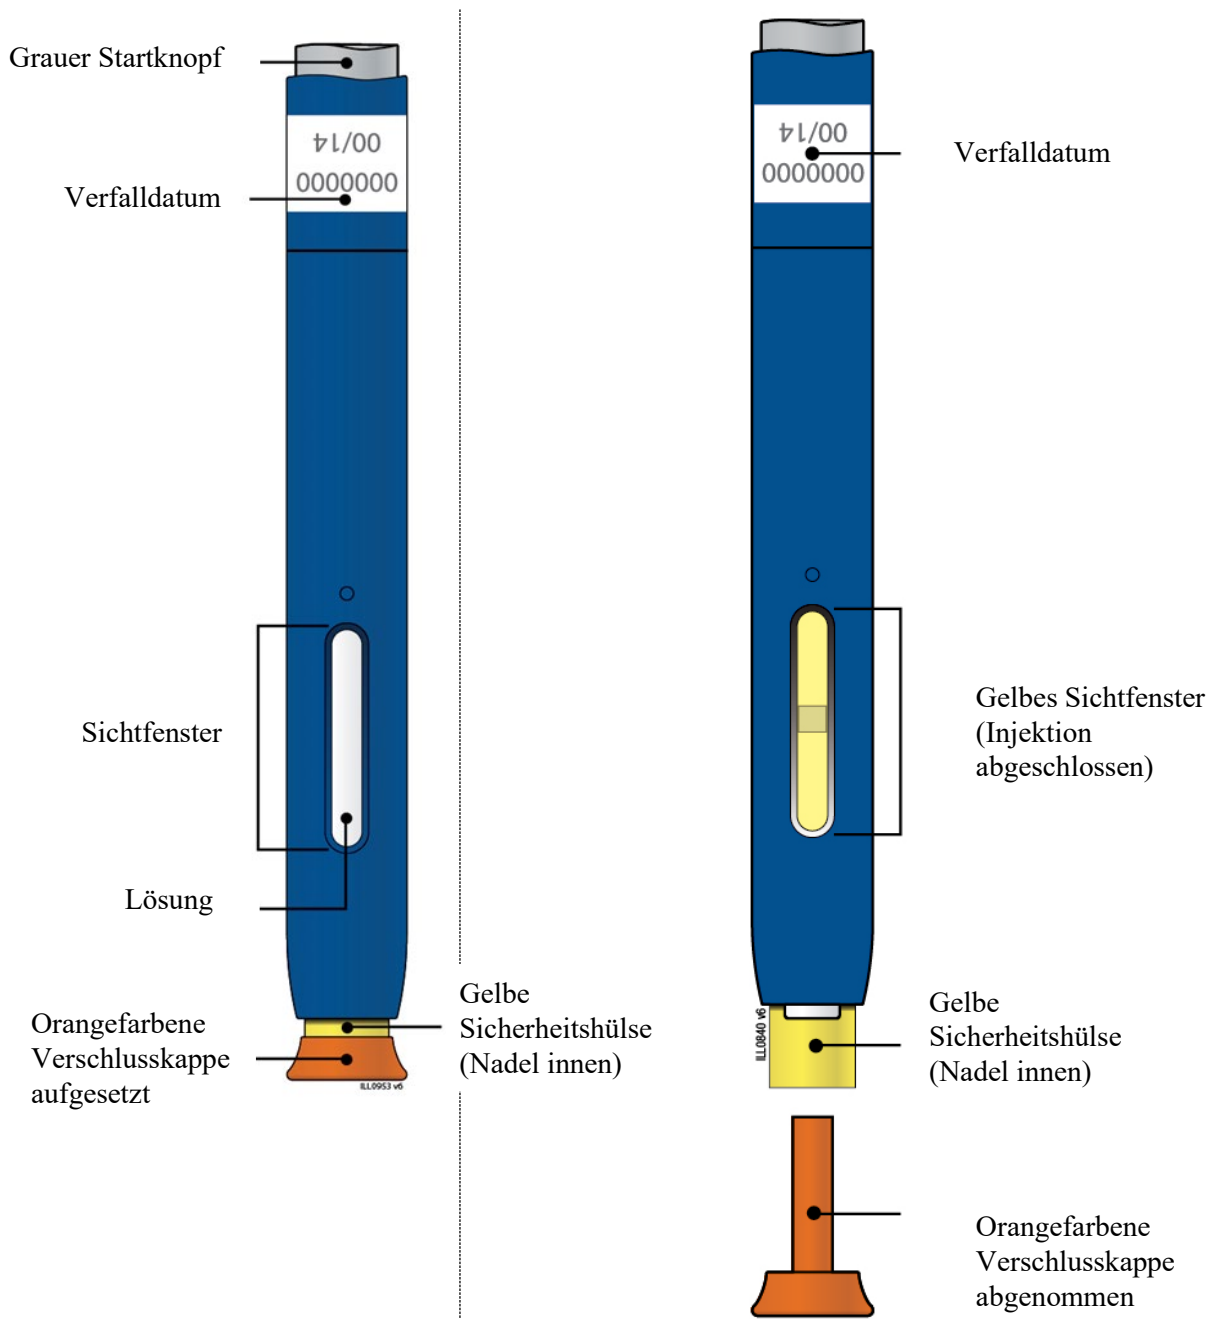 Grauer Startknopf
00/14
0000000
Verfalldatum
Sichtfenster
Lösung
Orangefarbene
Verschlusskappe
aufgesetzt
Gelbe
Sicherheitshülse
(Nadel innen)
ILL0953 v6
00/14
0000000
Verfalldatum
Gelbes Sichtfenster
(Injektion
abgeschlossen)
ILL0840 v6
Gelbe
Sicherheitshülse
(Nadel innen)
Orangefarbene
Verschlusskappe
abgenommen